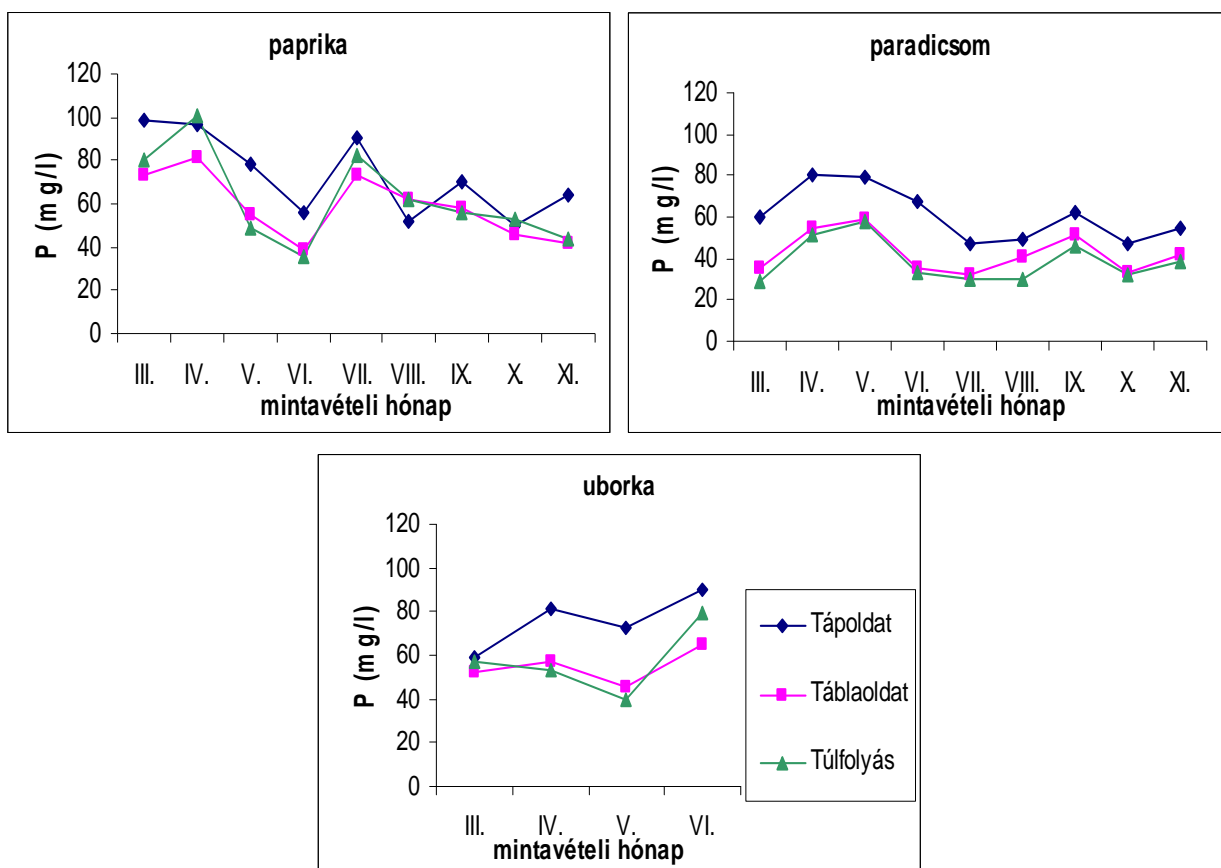 paprika
120
100
80
60
40
20
0
P (mg/l)
III. IV. V. VI. VII. VIII. IX. X. XI.
mintavételi hónap
paradicsom
120
100
80
60
40
20
0
P (mg/l)
III. IV. V. VI. VII. VIII. IX. X. XI.
mintavételi hónap
uborka
120
100
80
60
40
20
0
P (mg/l)
III. IV. V. VI.
mintavételi hónap
Tápoldat
Táblaoldat
Túlfolyás